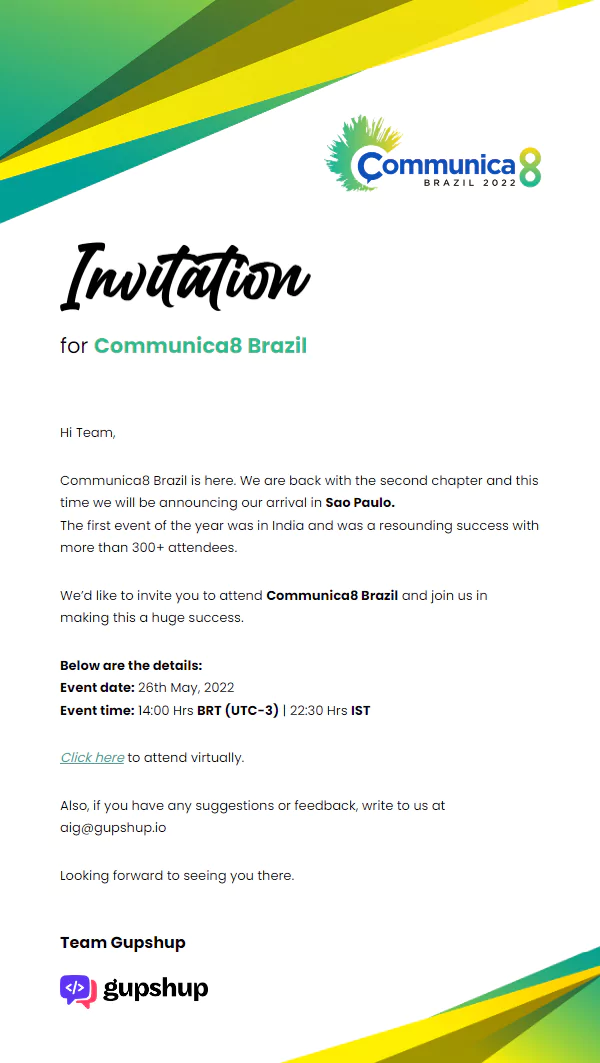 Communica8
BRAZIL 2022
Invitation
for Communica8 Brazil
Hi Team,
Communica8 Brazil is here. We are back with the second chapter and this
time we will be announcing our arrival in Sao Paulo.
The first event of the year was in India and was a resounding success with
more than 300+ attendees.
We’d like to invite you to attend Communica8 Brazil and join us in
making this a huge success.
Below are the details:
Event date: 26th May, 2022
Event time: 14:00 Hrs BRT (UTC-3) | 22:30 Hrs IST
Click here to attend virtually.
Also, if you have any suggestions or feedback, write to us at
aig@gupshup.io
Looking forward to seeing you there.
Team Gupshup
</> gupshup